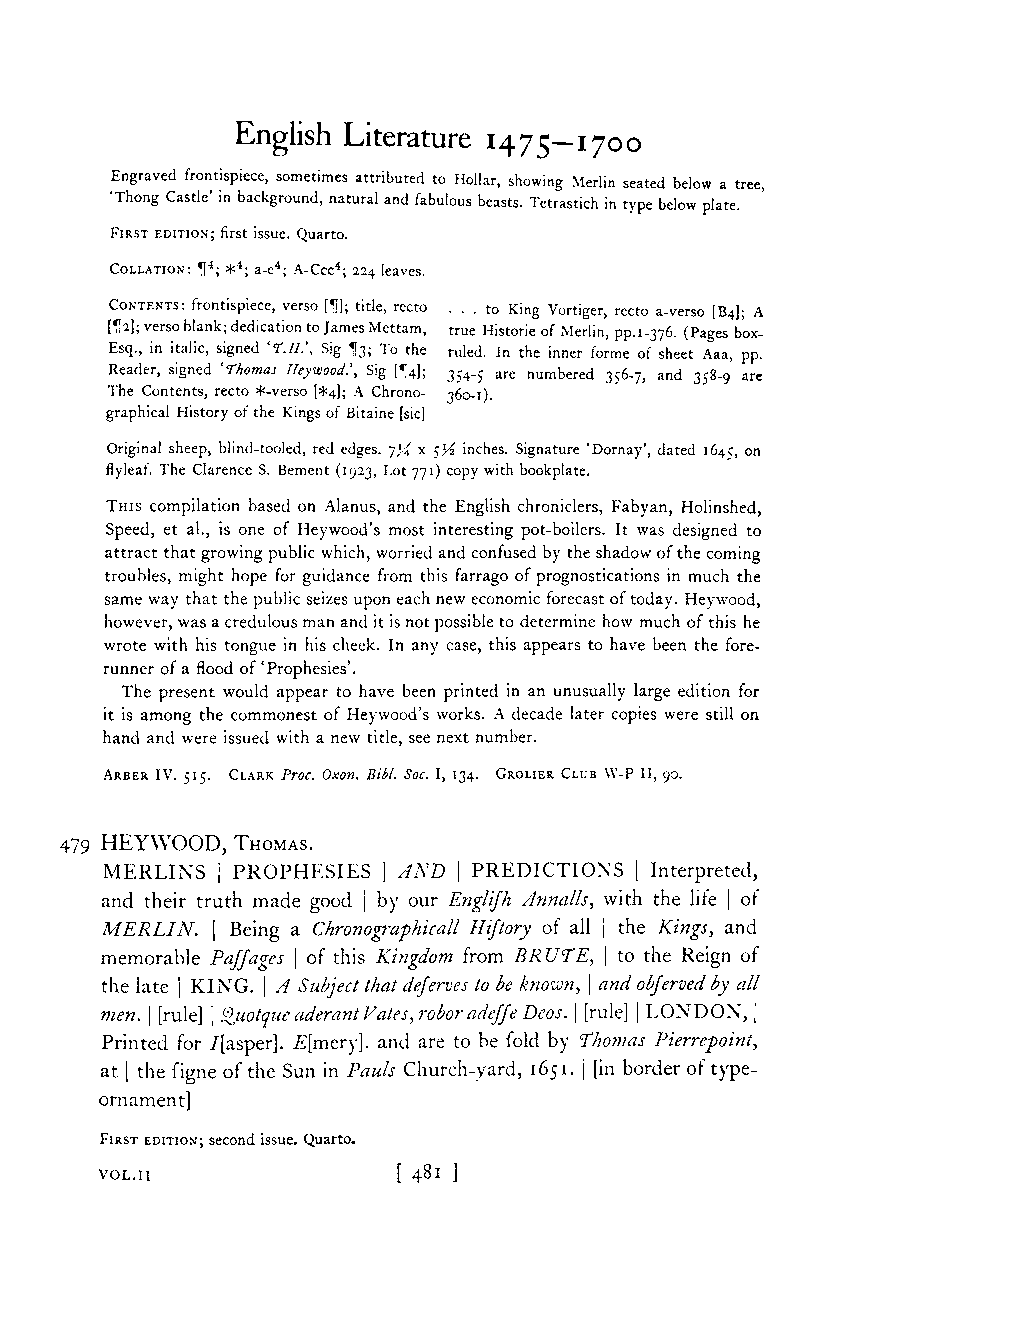 English Literature 1475–1700
Engraved frontispiece, sometimes attributed to Hollar, showing Merlin seated below a tree,
'Thong Castle' in background, natural and fabulous beasts. Tetrastich in type below plate.
FIRST EDITION; first issue. Quarto.
COLLATION: ¶⁴; *⁴; a-c⁴; A-Ccc⁴; 224 leaves.
CONTENTS: frontispiece, verso [¶]; title, recto
[¶2]; verso blank; dedication to James Mettam,
Esq., in italic, signed 'T.H.', Sig ¶3; To the
Reader, signed 'Thomas Heywood.', Sig [¶4];
The Contents, recto *-verso [*4]; A Chrono-
graphical History of the Kings of Bitaine [sic]
. . . to King Vortiger, recto a-verso [B4]; A
true Historie of Merlin, pp.1-376. (Pages box-
ruled. In the inner forme of sheet Aaa, pp.
354-5 are numbered 356-7, and 358-9 are
360-1).
Original sheep, blind-tooled, red edges. 7¼ x 5½ inches. Signature 'Dornay', dated 1645, on
flyleaf. The Clarence S. Bement (1923, Lot 771) copy with bookplate.
THIS compilation based on Alanus, and the English chroniclers, Fabyan, Holinshed,
Speed, et al., is one of Heywood's most interesting pot-boilers. It was designed to
attract that growing public which, worried and confused by the shadow of the coming
troubles, might hope for guidance from this farrago of prognostications in much the
same way that the public seizes upon each new economic forecast of today. Heywood,
however, was a credulous man and it is not possible to determine how much of this he
wrote with his tongue in his cheek. In any case, this appears to have been the fore-
runner of a flood of 'Prophesies'.
The present would appear to have been printed in an unusually large edition for
it is among the commonest of Heywood's works. A decade later copies were still on
hand and were issued with a new title, see next number.
ARBER IV. 515. CLARK Proc. Oxon. Bibl. Soc. I, 134. GROLIER CLUB W-P II, 90.
479 HEYWOOD, THOMAS.
MERLINS | PROPHESIES | AND | PREDICTIONS | Interpreted,
and their truth made good | by our Engliſh Annalls, with the life | of
MERLIN. | Being a Chronographicall Hiſtory of all | the Kings, and
memorable Paſſages | of this Kingdom from BRUTE, | to the Reign of
the late | KING. | A Subject that deſerves to be known, | and obſerved by all
men. | [rule] | Quotque aderant Vates, robor adeſſe Deos. | [rule] | LONDON, |
Printed for I[asper]. E[mery]. and are to be ſold by Thomas Pierrepoint,
at | the ſigne of the Sun in Pauls Church-yard, 1651. | [in border of type-
ornament]
FIRST EDITION; second issue. Quarto.
VOL.II [ 481 ]